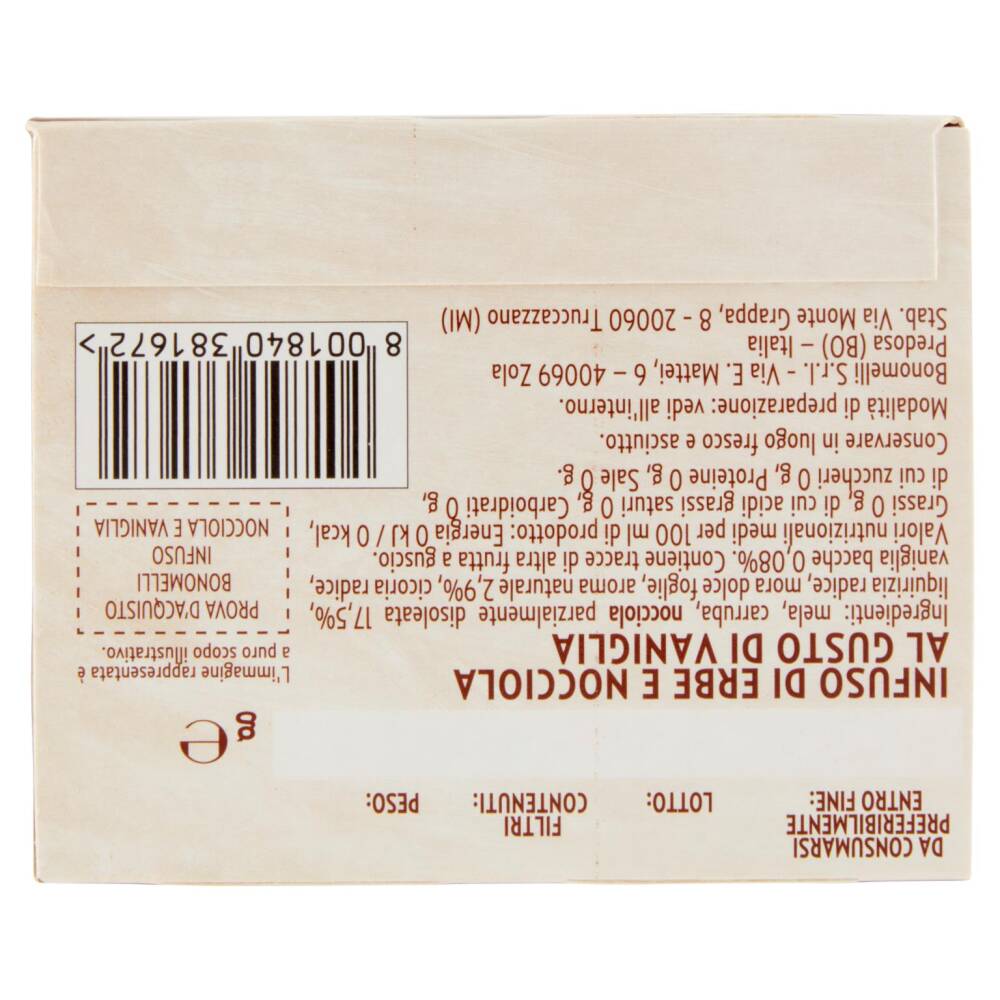 DA CONSUMARSI
PREFERIBILMENTE
ENTRO FINE:
LOTTO:
FILTRI
CONTENUTI:
PESO:
g e
INFUSO DI ERBE E NOCCIOLA
AL GUSTO DI VANIGLIA
Ingredienti: mela, carruba, nocciola parzialmente disoleata 17,5%,
liquirizia radice, mora dolce foglie, aroma naturale 2,9%, cicoria radice,
vaniglia bacche 0,08%. Contiene tracce di altra frutta a guscio.
Valori nutrizionali medi per 100 ml di prodotto: Energia 0 kJ / 0 kcal,
Grassi 0 g, di cui acidi grassi saturi 0 g, Carboidrati 0 g,
di cui zuccheri 0 g, Proteine 0 g, Sale 0 g.
Conservare in luogo fresco e asciutto.
Modalità di preparazione: vedi all'interno.
Bonomelli S.r.l. - Via E. Mattei, 6 – 40069 Zola
Predosa (BO) – Italia
Stab. Via Monte Grappa, 8 - 20060 Truccazzano (MI)
L'immagine rappresentata è
a puro scopo illustrativo.
PROVA D'ACQUISTO
BONOMELLI
INFUSO
NOCCIOLA E VANIGLIA
8 001840 381672 >